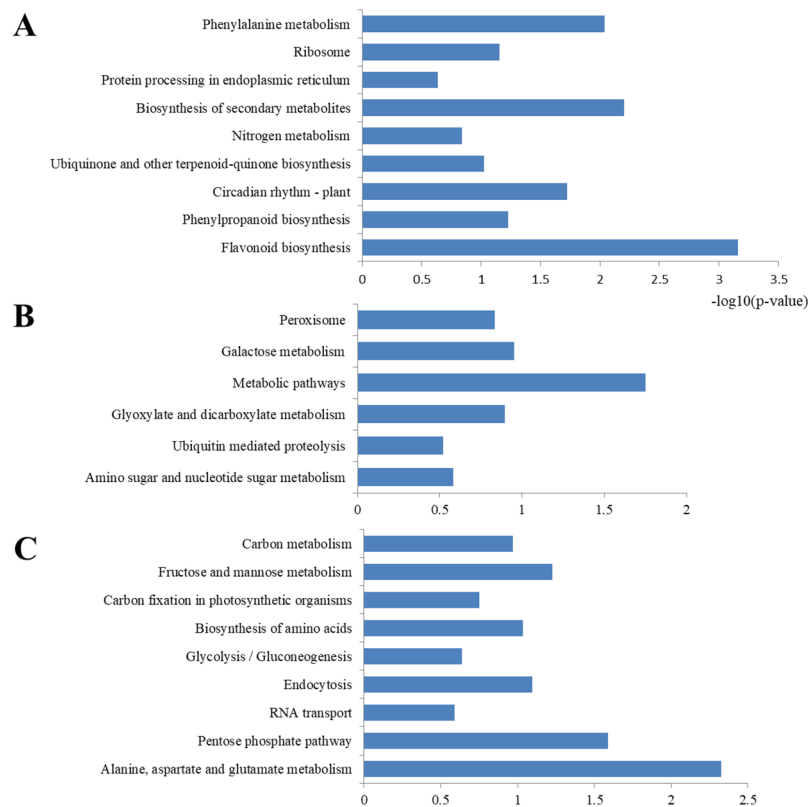 A
Phenylalanine metabolism
Ribosome
Protein processing in endoplasmic reticulum
Biosynthesis of secondary metabolites
Nitrogen metabolism
Ubiquinone and other terpenoid-quinone biosynthesis
Circadian rhythm - plant
Phenylpropanoid biosynthesis
Flavonoid biosynthesis
0 0.5 1 1.5 2 2.5 3 3.5
-log10(p-value)
B
Peroxisome
Galactose metabolism
Metabolic pathways
Glyoxylate and dicarboxylate metabolism
Ubiquitin mediated proteolysis
Amino sugar and nucleotide sugar metabolism
0 0.5 1 1.5 2
C
Carbon metabolism
Fructose and mannose metabolism
Carbon fixation in photosynthetic organisms
Biosynthesis of amino acids
Glycolysis / Gluconeogenesis
Endocytosis
RNA transport
Pentose phosphate pathway
Alanine, aspartate and glutamate metabolism
0 0.5 1 1.5 2 2.5